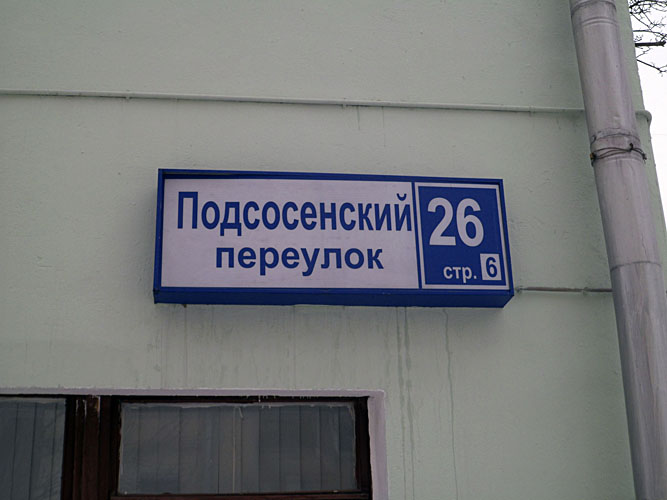 Подсосенский
переулок
26
стр. 6